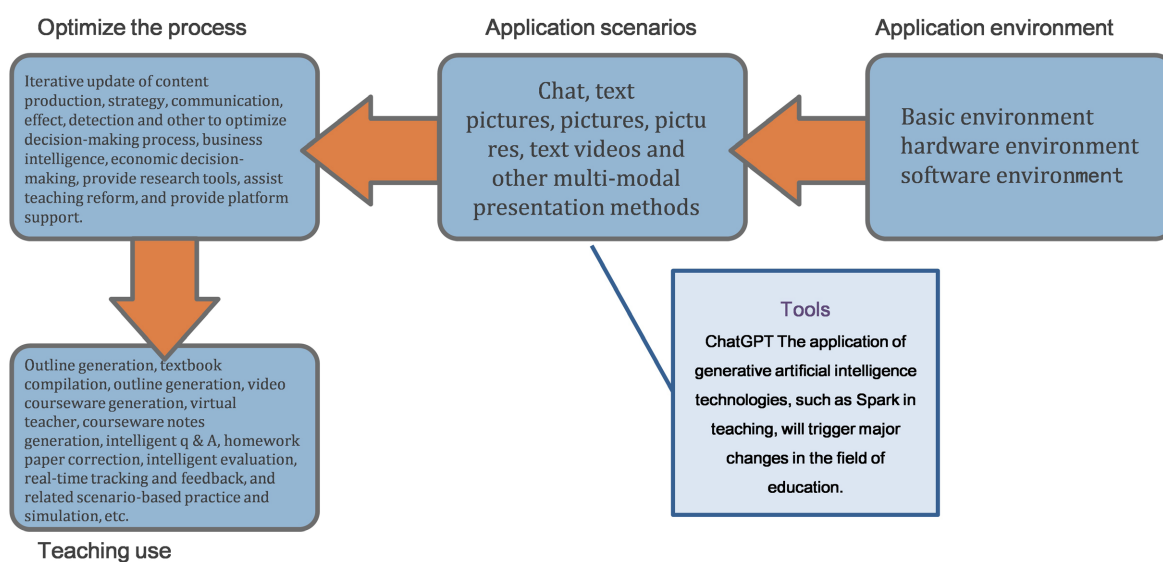 Optimize the process
Iterative update of content
production, strategy, communication,
effect, detection and other to optimize
decision-making process, business
intelligence, economic decision-
making, provide research tools, assist
teaching reform, and provide platform
support.
Application scenarios
Chat, text
pictures, pictures, pictu
res, text videos and
other multi-modal
presentation methods
Application environment
Basic environment
hardware environment
software environment
Tools
ChatGPT The application of
generative artificial intelligence
technologies, such as Spark in
teaching, will trigger major
changes in the field of
education.
Outline generation, textbook
compilation, outline generation, video
courseware generation, virtual
teacher, courseware notes
generation, intelligent q & A, homework
paper correction, intelligent evaluation,
real-time tracking and feedback, and
related scenario-based practice and
simulation, etc.
Teaching use